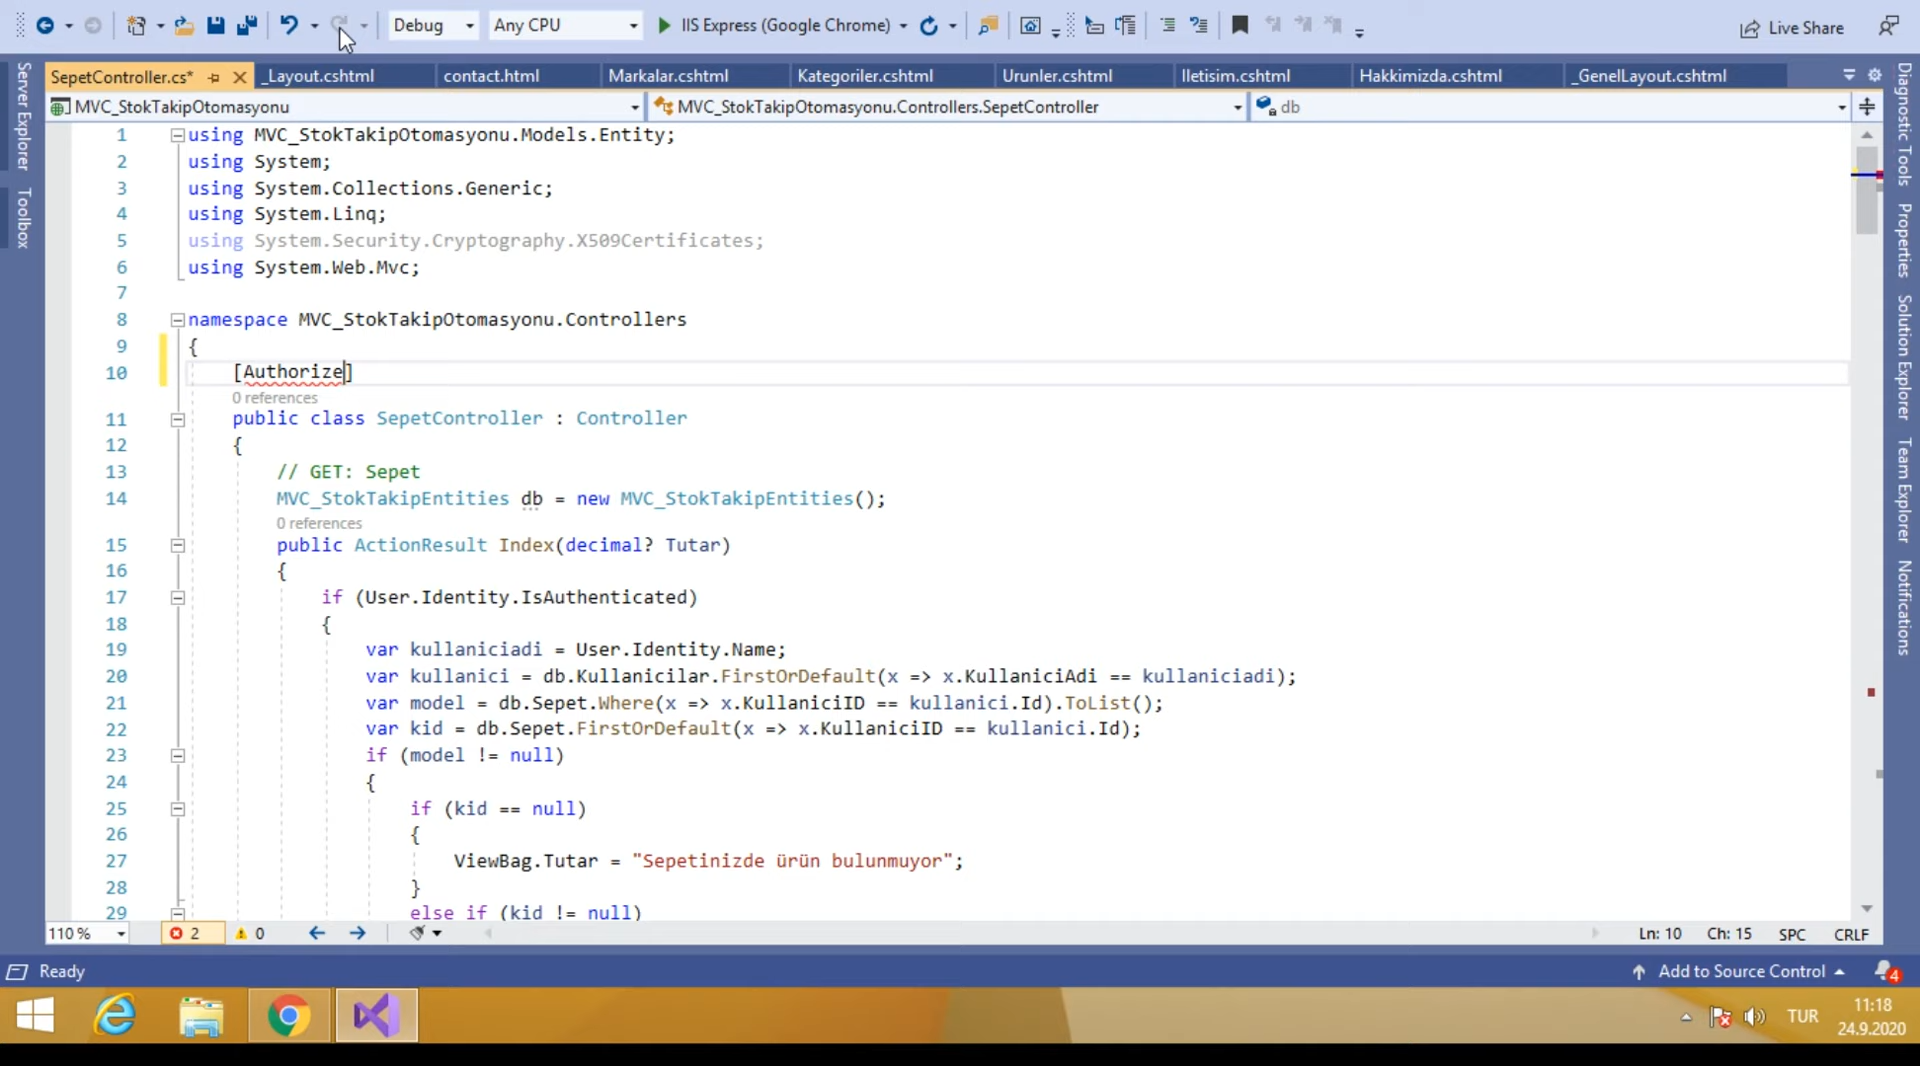 Debug Any CPU IIS Express (Google Chrome) Live Share
SepetController.cs* _Layout.cshtml contact.html Markalar.cshtml Kategoriler.cshtml Urunler.cshtml Iletisim.cshtml Hakkimizda.cshtml _GenelLayout.cshtml
MVC_StokTakipOtomasyonu MVC_StokTakipOtomasyonu.Controllers.SepetController db
Server Explorer
Toolbox
1 using MVC_StokTakipOtomasyonu.Models.Entity;
2 using System;
3 using System.Collections.Generic;
4 using System.Linq;
5 using System.Security.Cryptography.X509Certificates;
6 using System.Web.Mvc;
7
8 namespace MVC_StokTakipOtomasyonu.Controllers
9 {
10 [Authorize]
0 references
11 public class SepetController : Controller
12 {
13 // GET: Sepet
14 MVC_StokTakipEntities db = new MVC_StokTakipEntities();
0 references
15 public ActionResult Index(decimal? Tutar)
16 {
17 if (User.Identity.IsAuthenticated)
18 {
19 var kullaniciadi = User.Identity.Name;
20 var kullanici = db.Kullanicilar.FirstOrDefault(x => x.KullaniciAdi == kullaniciadi);
21 var model = db.Sepet.Where(x => x.KullaniciID == kullanici.Id).ToList();
22 var kid = db.Sepet.FirstOrDefault(x => x.KullaniciID == kullanici.Id);
23 if (model != null)
24 {
25 if (kid == null)
26 {
27 ViewBag.Tutar = "Sepetinizde ürün bulunmuyor";
28 }
29 else if (kid != null)
Diagnostic Tools
Properties
Solution Explorer
Team Explorer
Notifications
110 % 2 0 Ln: 10 Ch: 15 SPC CRLF
Ready Add to Source Control 4
TUR 11:18
24.9.2020